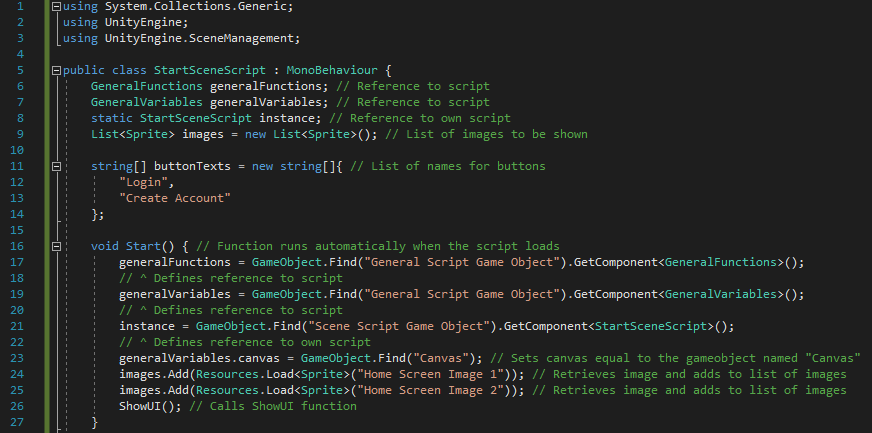 1 using System.Collections.Generic;
2 using UnityEngine;
3 using UnityEngine.SceneManagement;
4
5 public class StartSceneScript : MonoBehaviour {
6 GeneralFunctions generalFunctions; // Reference to script
7 GeneralVariables generalVariables; // Reference to script
8 static StartSceneScript instance; // Reference to own script
9 List<Sprite> images = new List<Sprite>(); // List of images to be shown
10
11 string[] buttonTexts = new string[]{ // List of names for buttons
12 "Login",
13 "Create Account"
14 };
15
16 void Start() { // Function runs automatically when the script loads
17 generalFunctions = GameObject.Find("General Script Game Object").GetComponent<GeneralFunctions>();
18 // ^ Defines reference to script
19 generalVariables = GameObject.Find("General Script Game Object").GetComponent<GeneralVariables>();
20 // ^ Defines reference to script
21 instance = GameObject.Find("Scene Script Game Object").GetComponent<StartSceneScript>();
22 // ^ Defines reference to own script
23 generalVariables.canvas = GameObject.Find("Canvas"); // Sets canvas equal to the gameobject named "Canvas"
24 images.Add(Resources.Load<Sprite>("Home Screen Image 1")); // Retrieves image and adds to list of images
25 images.Add(Resources.Load<Sprite>("Home Screen Image 2")); // Retrieves image and adds to list of images
26 ShowUI(); // Calls ShowUI function
27 }